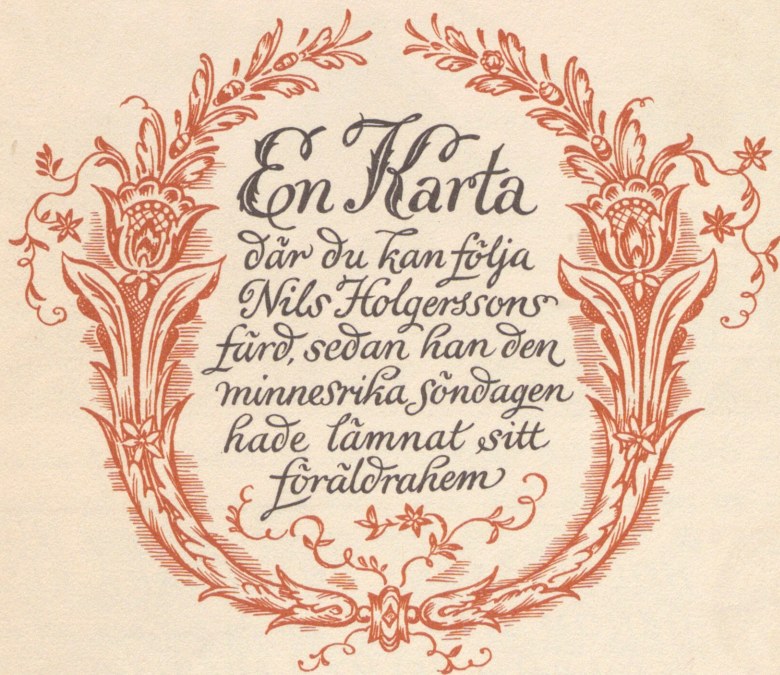 En Karta
där du kan följa
Nils Holgerssons
färd, sedan han den
minnesrika söndagen
hade lämnat sitt
föräldrahem